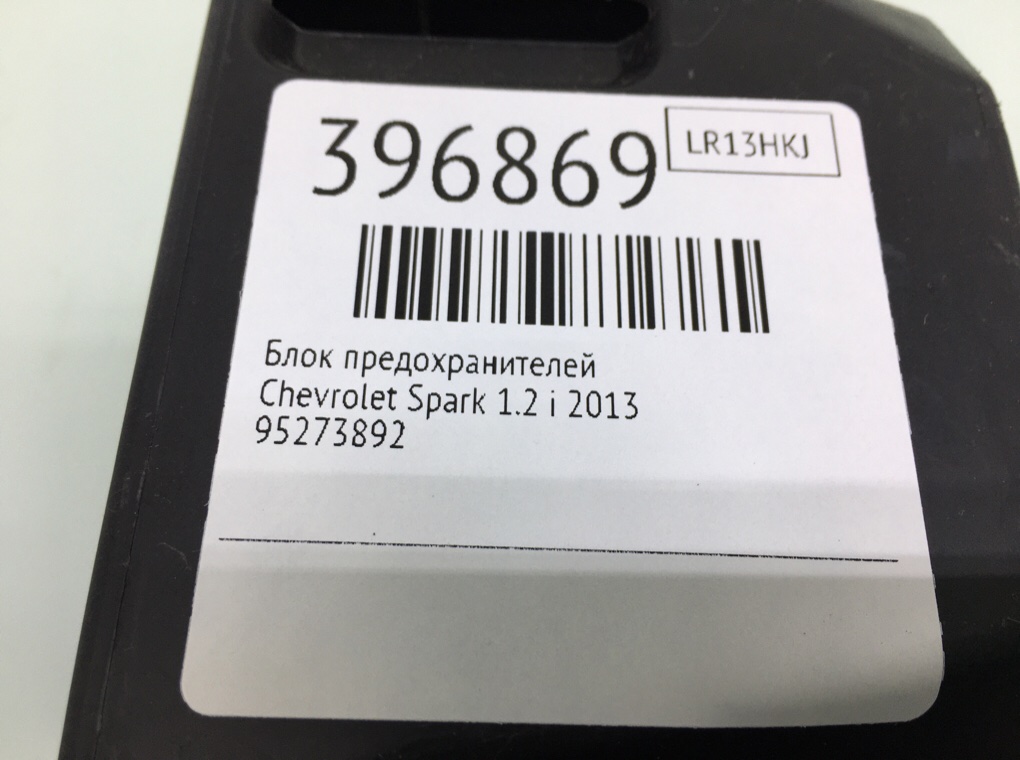 396869
LR13HKJ
Блок предохранителей
Chevrolet Spark 1.2 i 2013
95273892